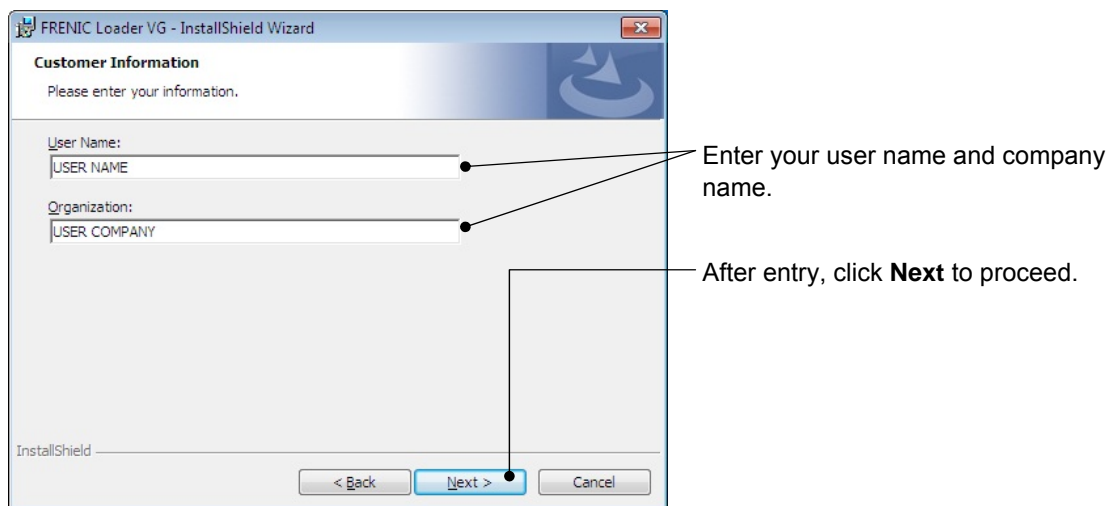 FRENIC Loader VG - InstallShield Wizard
Customer Information
Please enter your information.
User Name:
USER NAME
Organization:
USER COMPANY
Enter your user name and company
name.
After entry, click Next to proceed.
InstallShield
< Back Next > Cancel